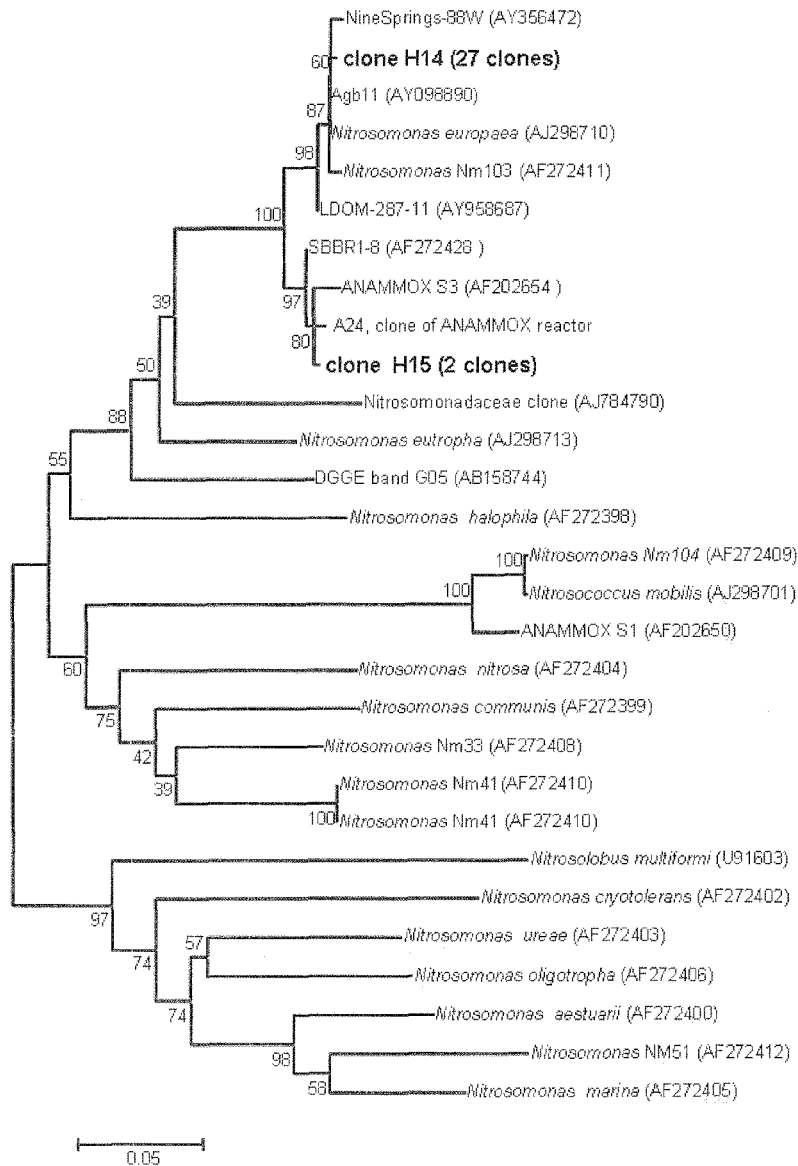 NineSprings-88W (AY356472)
60
clone H14 (27 clones)
Agb11 (AY098890)
87
Nitrosomonas europaea (AJ298710)
98
Nitrosomonas Nm103 (AF272411)
100
LDOM-287-11 (AY958687)
SBBR1-8 (AF272428 )
97
ANAMMOX S3 (AF202654 )
39
A24, clone of ANAMMOX reactor
80
clone H15 (2 clones)
50
Nitrosomonadaceae clone (AJ784790)
88
Nitrosomonas eutropha (AJ298713)
55
DGGE band G05 (AB158744)
Nitrosomonas halophila (AF272398)
100
Nitrosomonas Nm104 (AF272409)
100
Nitrosococcus mobilis (AJ298701)
ANAMMOX S1 (AF202650)
60
Nitrosomonas nitrosa (AF272404)
75
Nitrosomonas communis (AF272399)
42
Nitrosomonas Nm33 (AF272408)
39
Nitrosomonas Nm41 (AF272410)
100
Nitrosomonas Nm41 (AF272410)
Nitrosolobus multiformi (U91603)
97
Nitrosomonas cryotolerans (AF272402)
57
Nitrosomonas ureae (AF272403)
74
Nitrosomonas oligotropha (AF272406)
74
Nitrosomonas aestuarii (AF272400)
98
Nitrosomonas NM51 (AF272412)
58
Nitrosomonas marina (AF272405)
0.05